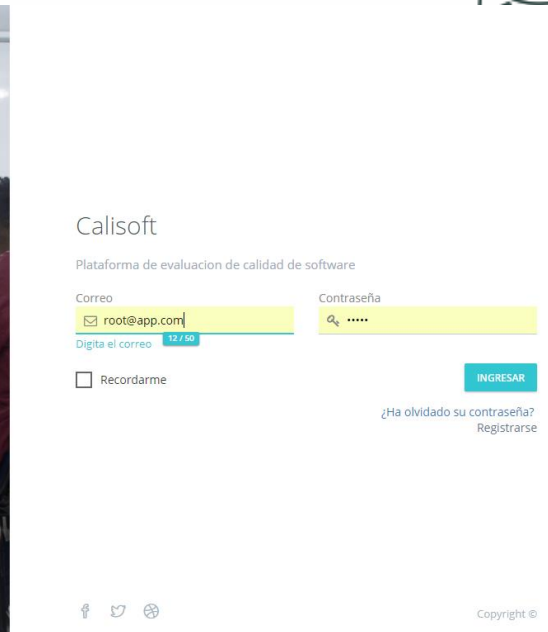 Calisoft
Plataforma de evaluacion de calidad de software
Correo
Contraseña
root@app.com
•••••
Digita el correo
12 / 50
Recordarme
INGRESAR
¿Ha olvidado su contraseña?
Registrarse
Copyright ©